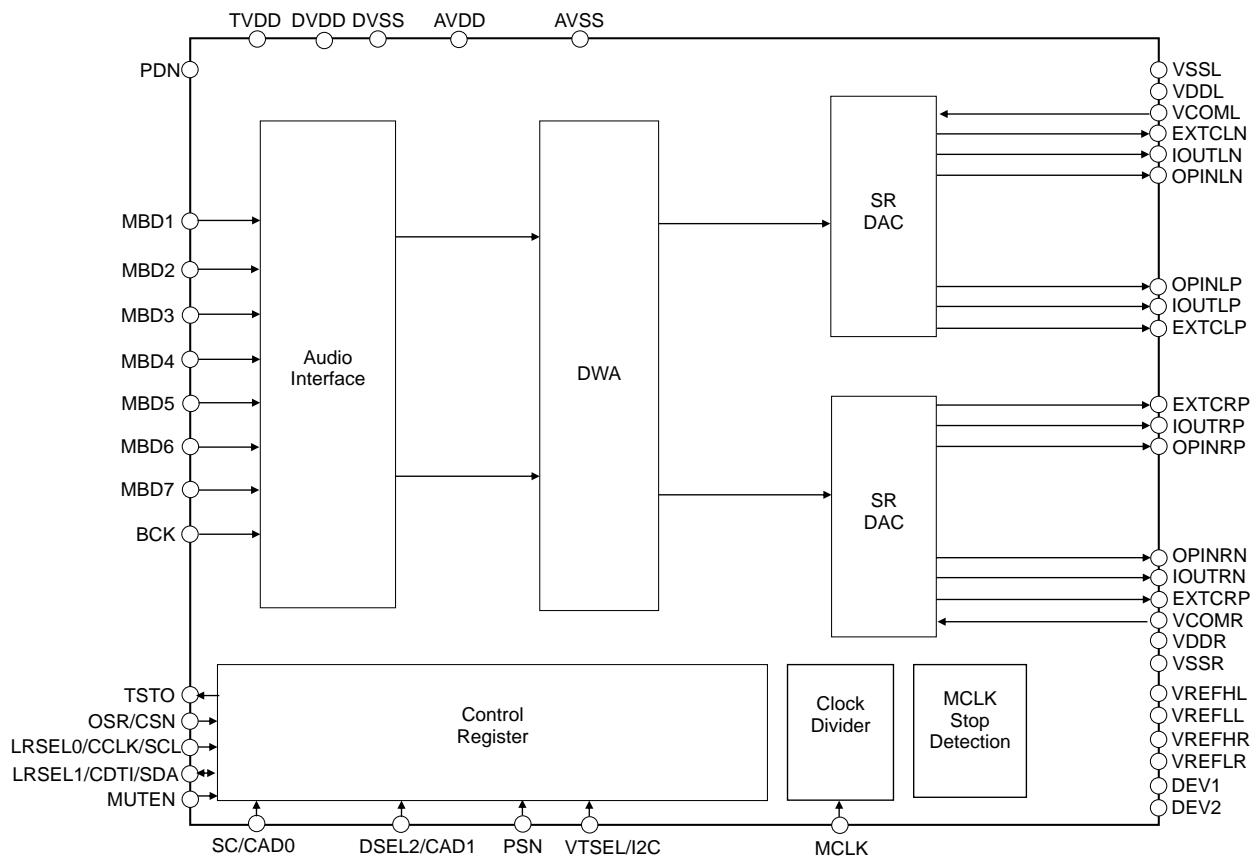 TVDD DVDD DVSS AVDD AVSS
PDN
MBD1
MBD2
MBD3
MBD4
MBD5
MBD6
MBD7
BCK
Audio
Interface
DWA
SR
DAC
SR
DAC
VSSL
VDDL
VCOML
EXTCLN
IOUTLN
OPINLN
OPINLP
IOUTLP
EXTCLP
EXTCRP
IOUTRP
OPINRP
OPINRN
IOUTRN
EXTCRP
VCOMR
VDDR
VSSR
VREFHL
VREFLL
VREFHR
VREFLR
DEV1
DEV2
TSTO
OSR/CSN
LRSEL0/CCLK/SCL
LRSEL1/CDTI/SDA
MUTEN
Control
Register
Clock
Divider
MCLK
Stop
Detection
SC/CAD0 DSEL2/CAD1 PSN VTSEL/I2C MCLK